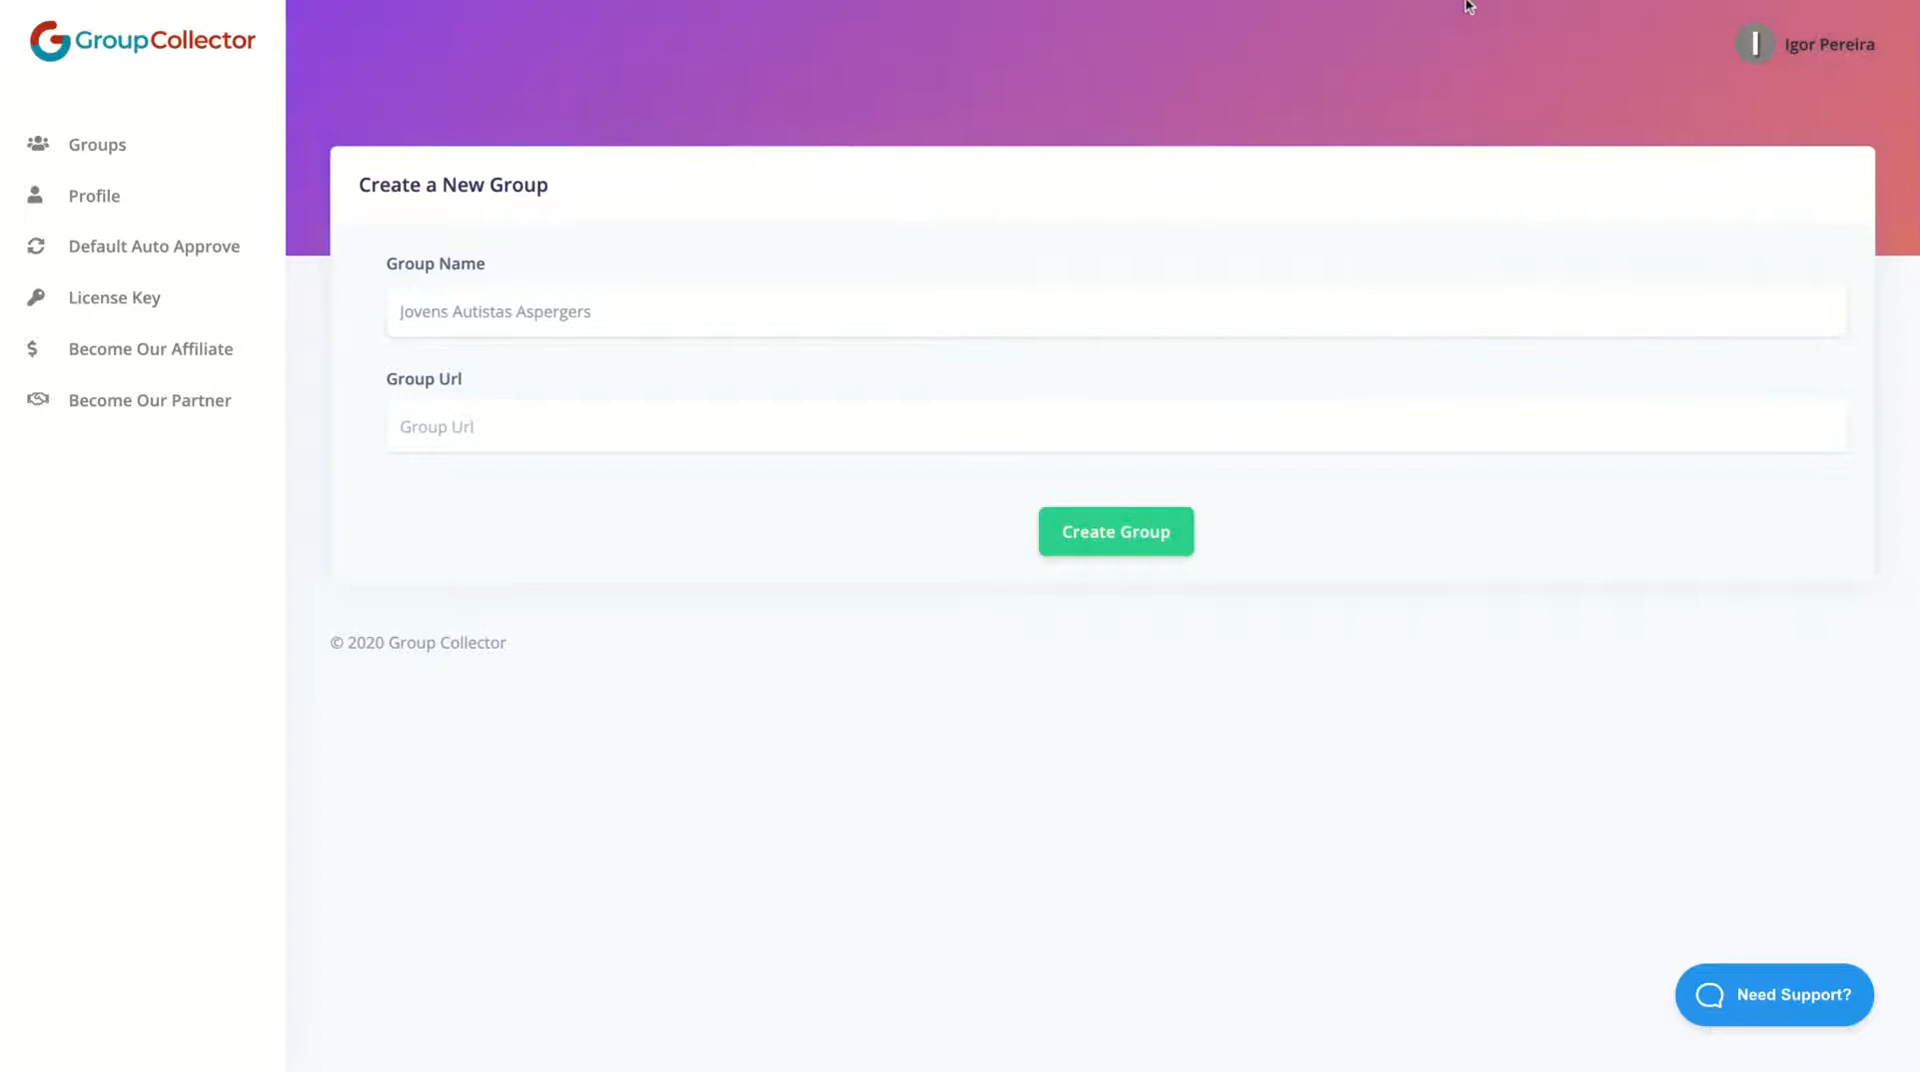 GroupCollector
Igor Pereira
Groups
Profile
Default Auto Approve
License Key
Become Our Affiliate
Become Our Partner
Create a New Group
Group Name
Jovens Autistas Aspergers
Group Url
Group Url
Create Group
© 2020 Group Collector
Need Support?